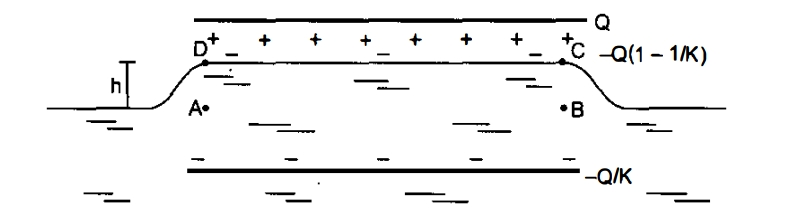 Q
+ + + + + + +
D – – – C –Q(1 – 1/K)
h
A B
– – – – –
–Q/K